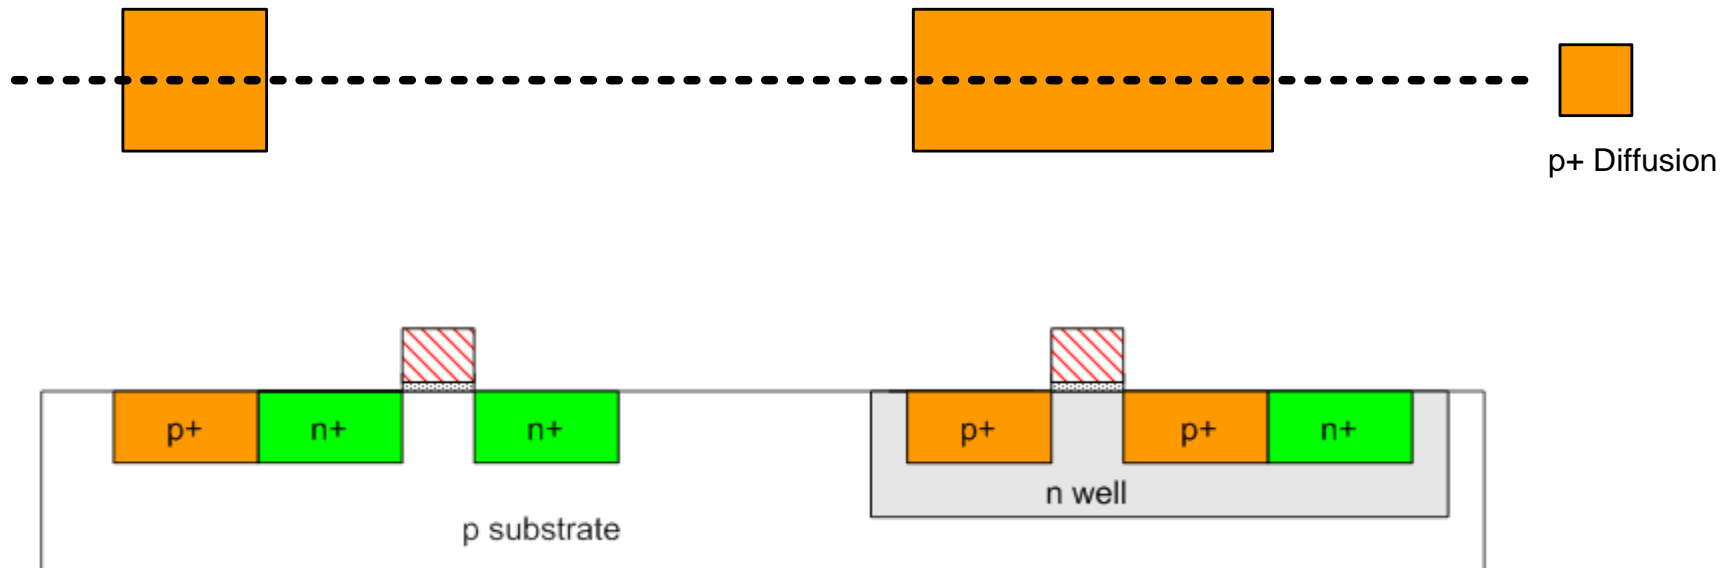 p+ Diffusion
p+
n+
n+
p+
p+
n+
n well
p substrate